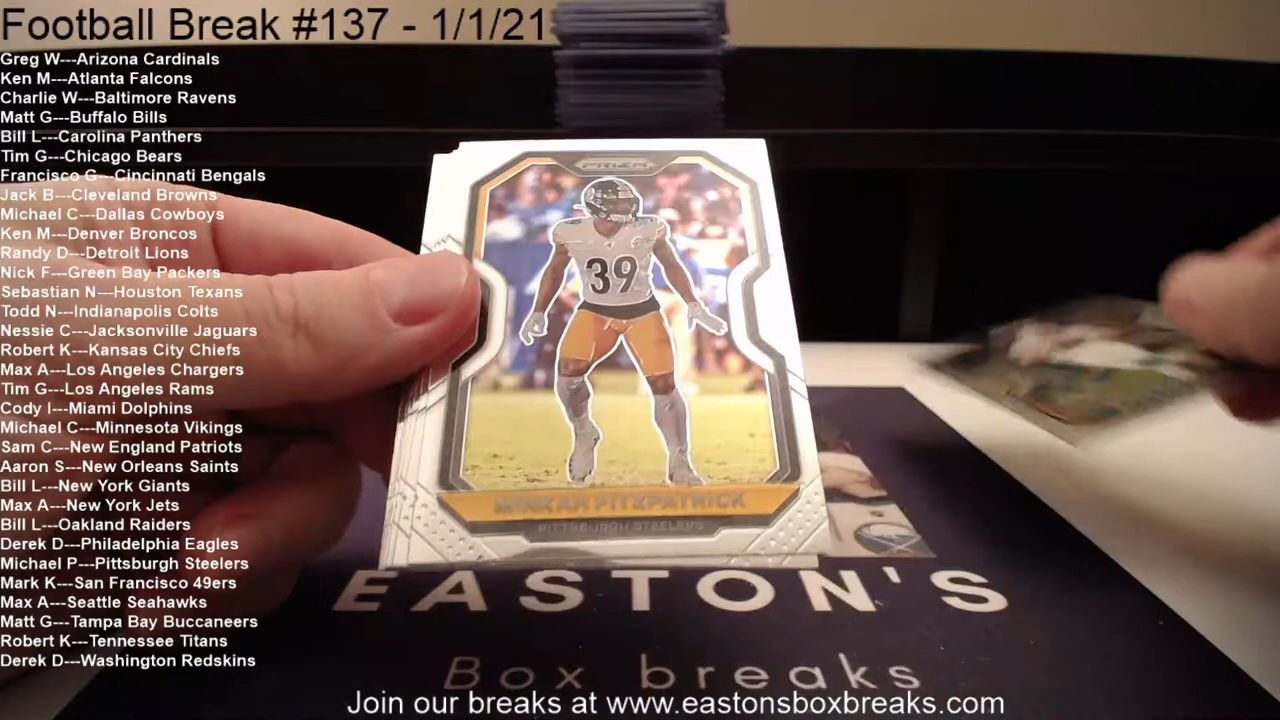 Football Break #137 - 1/1/21
Greg W---Arizona Cardinals
Ken M---Atlanta Falcons
Charlie W---Baltimore Ravens
Matt G---Buffalo Bills
Bill L---Carolina Panthers
Tim G---Chicago Bears
Francisco G---Cincinnati Bengals
Jack B---Cleveland Browns
Michael C---Dallas Cowboys
Ken M---Denver Broncos
Randy D---Detroit Lions
Nick F---Green Bay Packers
Sebastian N---Houston Texans
Todd N---Indianapolis Colts
Nessie C---Jacksonville Jaguars
Robert K---Kansas City Chiefs
Max A---Los Angeles Chargers
Tim G---Los Angeles Rams
Cody I---Miami Dolphins
Michael C---Minnesota Vikings
Sam C---New England Patriots
Aaron S---New Orleans Saints
Bill L---New York Giants
Max A---New York Jets
Bill L---Oakland Raiders
Derek D---Philadelphia Eagles
Michael P---Pittsburgh Steelers
Mark K---San Francisco 49ers
Max A---Seattle Seahawks
Matt G---Tampa Bay Buccaneers
Robert K---Tennessee Titans
Derek D---Washington Redskins
PRIZM
39
MINKAH FITZPATRICK
PITTSBURGH STEELERS
EASTON'S
Box breaks
Join our breaks at www.eastonsboxbreaks.com